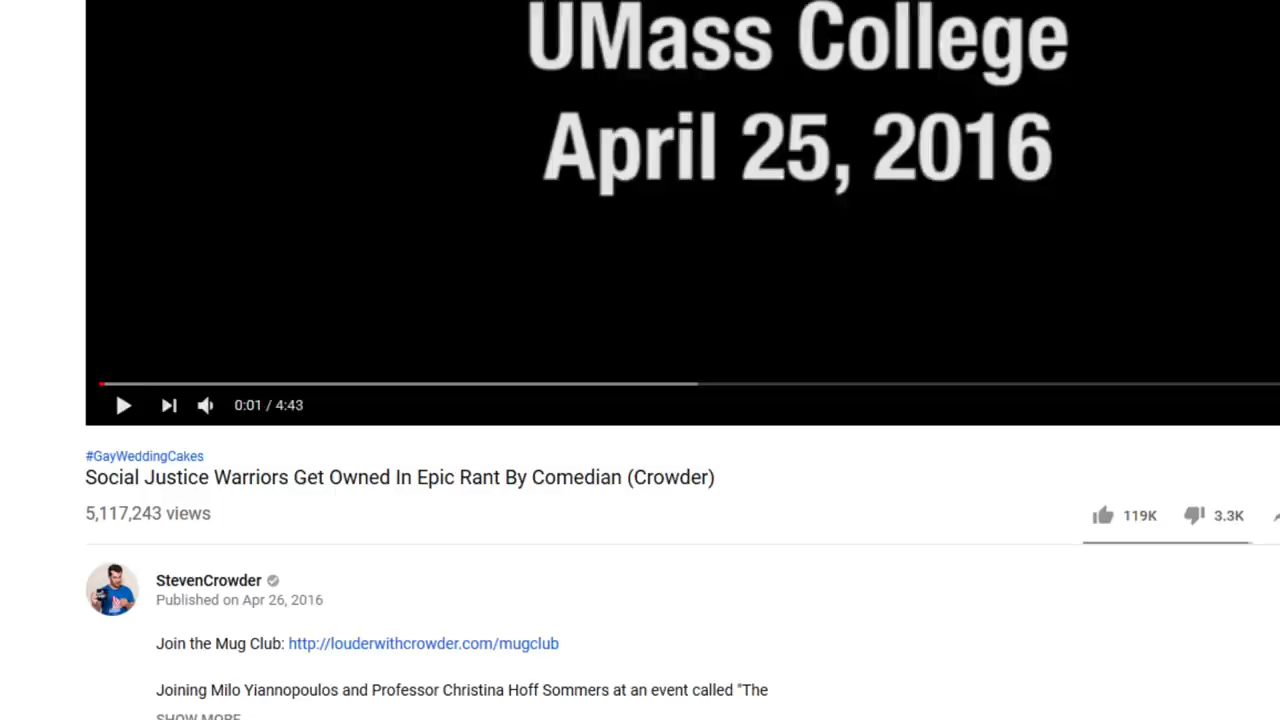 UMass College
April 25, 2016
0:01 / 4:43
#GayWeddingCakes
Social Justice Warriors Get Owned In Epic Rant By Comedian (Crowder)
5,117,243 views
119K 3.3K
StevenCrowder
Published on Apr 26, 2016
Join the Mug Club: http://louderwithcrowder.com/mugclub
Joining Milo Yiannopoulos and Professor Christina Hoff Sommers at an event called "The
SHOW MORE